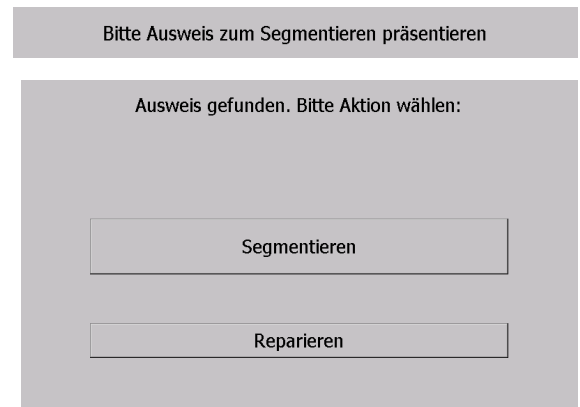 Bitte Ausweis zum Segmentieren präsentieren
Ausweis gefunden. Bitte Aktion wählen:
Segmentieren
Reparieren